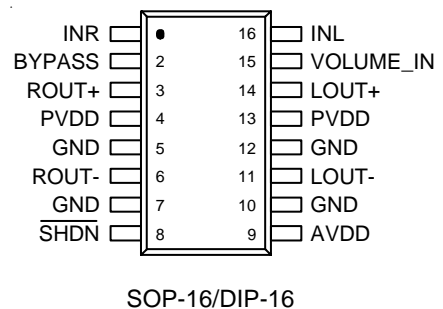 INR 16 INL
BYPASS 2 15 VOLUME_IN
ROUT+ 3 14 LOUT+
PVDD 4 13 PVDD
GND 5 12 GND
ROUT- 6 11 LOUT-
GND 7 10 GND
SHDN 8 9 AVDD
SOP-16/DIP-16